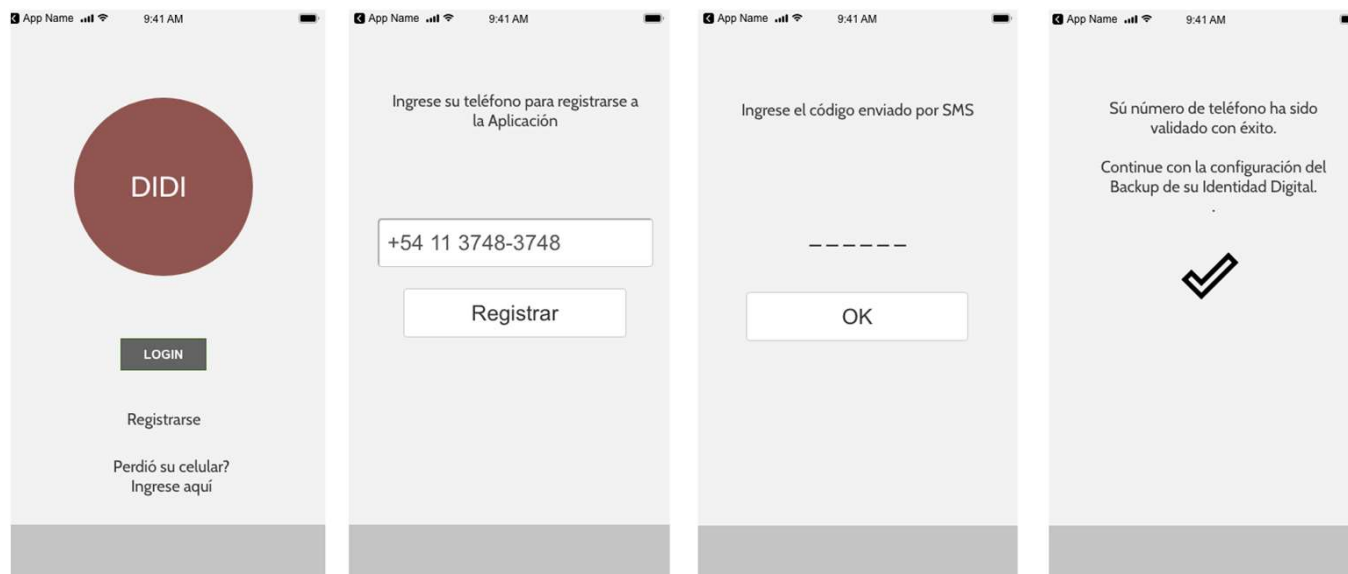 App Name 9:41 AM
DIDI
LOGIN
Registrarse
Perdió su celular?
Ingrese aquí
App Name 9:41 AM
Ingrese su teléfono para registrarse a
la Aplicación
+54 11 3748-3748
Registrar
App Name 9:41 AM
Ingrese el código enviado por SMS
______
OK
App Name 9:41 AM
Sú número de teléfono ha sido
validado con éxito.
Continue con la configuración del
Backup de su Identidad Digital.
.